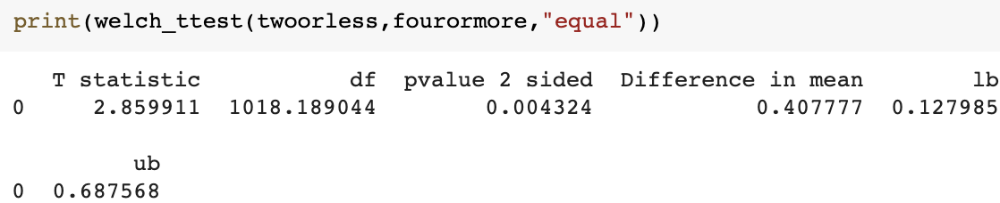 print(welch_ttest(twoorless,fourormore,"equal"))
T statistic df pvalue 2 sided Difference in mean lb
0 2.859911 1018.189044 0.004324 0.407777 0.127985
ub
0 0.687568